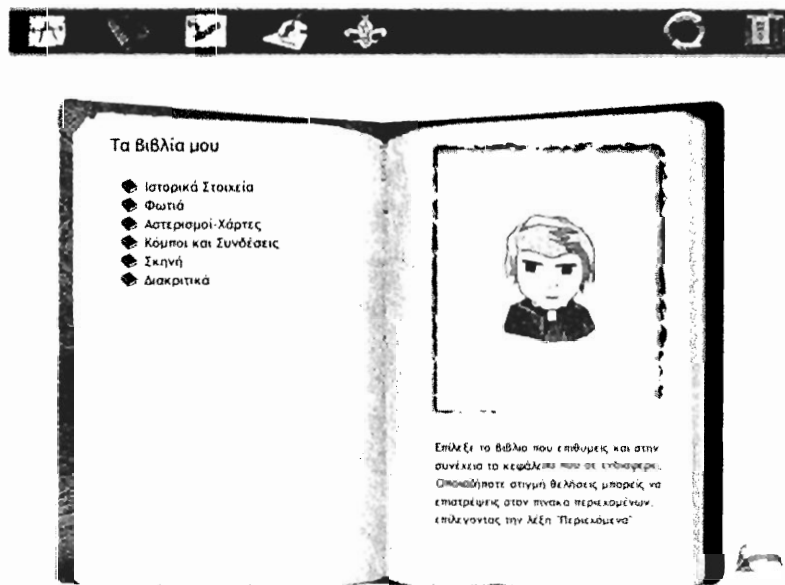 Τα βιβλία μου
Ιστορικά Στοιχεία
Φωτιά
Αστερισμοί-Χάρτες
Κόμποι και Συνδέσεις
Σκηνή
Διακριτικά
Επίλεξε το βιβλίο που επιθυμείς και στην
συνέχεια το κεφάλαιο που σε ενδιαφέρει.
Οποιαδήποτε στιγμή θελήσεις μπορείς να
επιστρέψεις στον πίνακα περιεχομένων,
επιλέγοντας την λέξη "Περιεχόμενα"